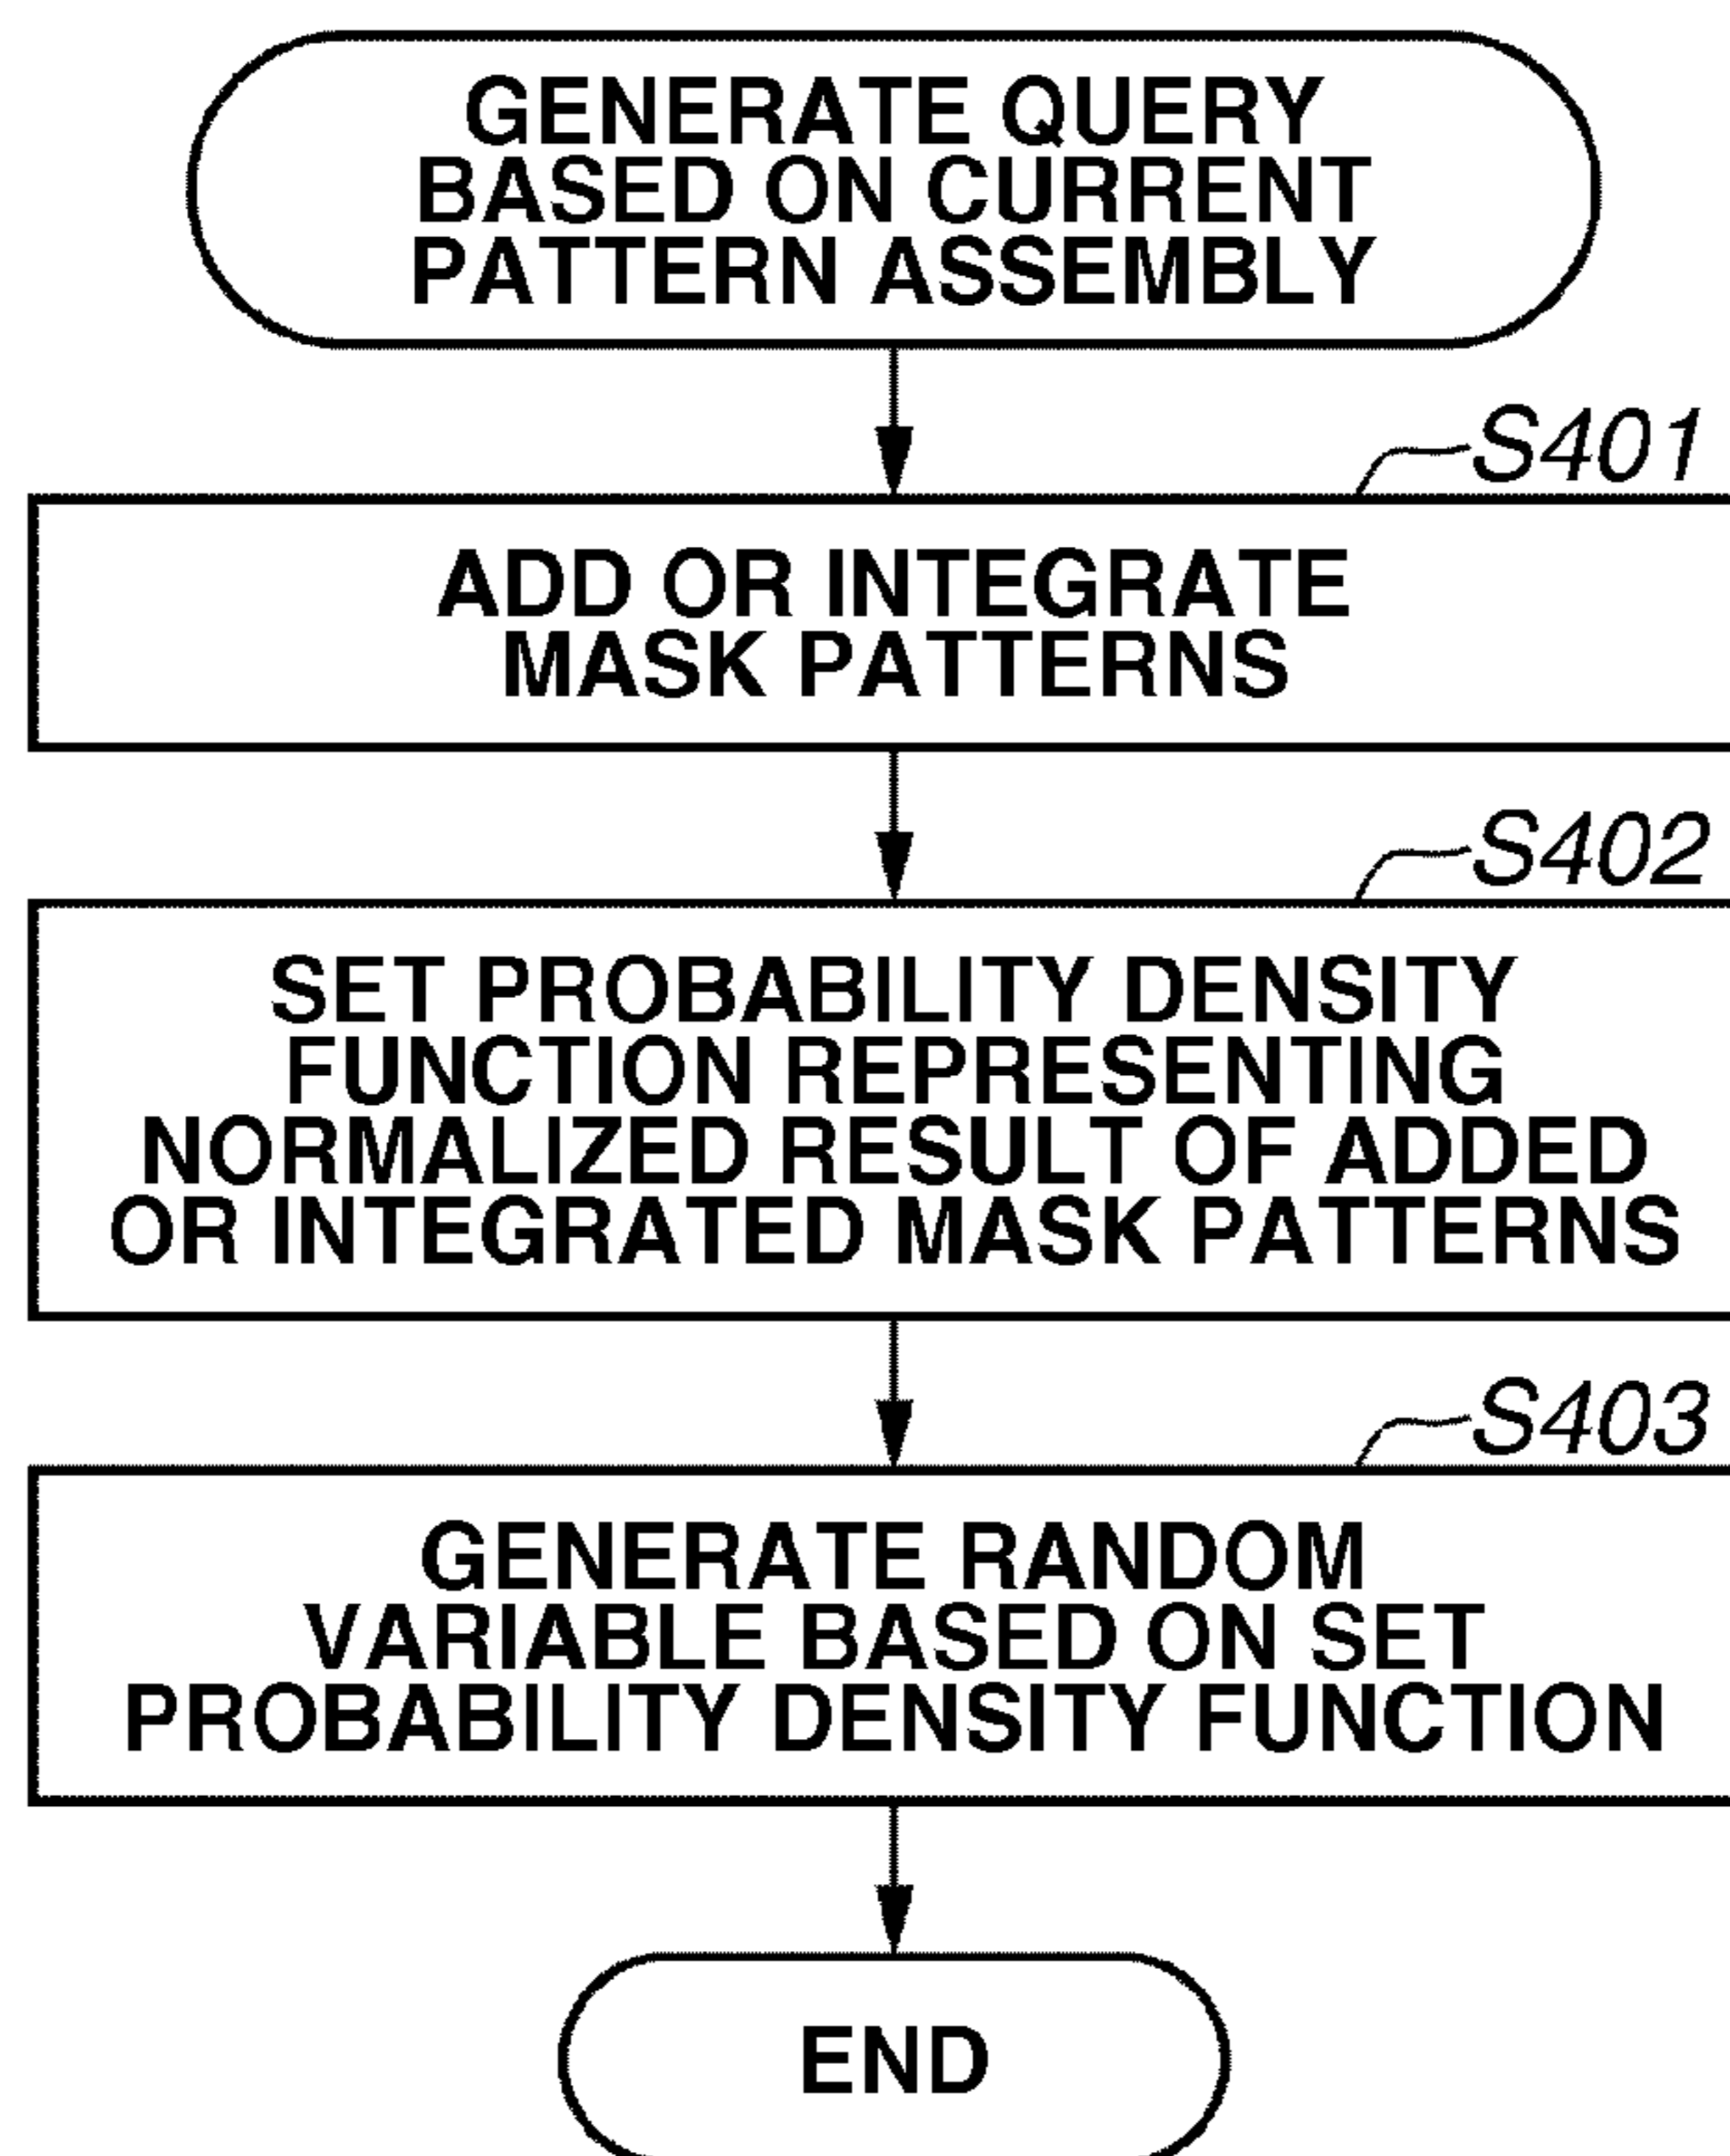 GENERATE QUERY
BASED ON CURRENT
PATTERN ASSEMBLY
S401
ADD OR INTEGRATE
MASK PATTERNS
S402
SET PROBABILITY DENSITY
FUNCTION REPRESENTING
NORMALIZED RESULT OF ADDED
OR INTEGRATED MASK PATTERNS
S403
GENERATE RANDOM
VARIABLE BASED ON SET
PROBABILITY DENSITY FUNCTION
END